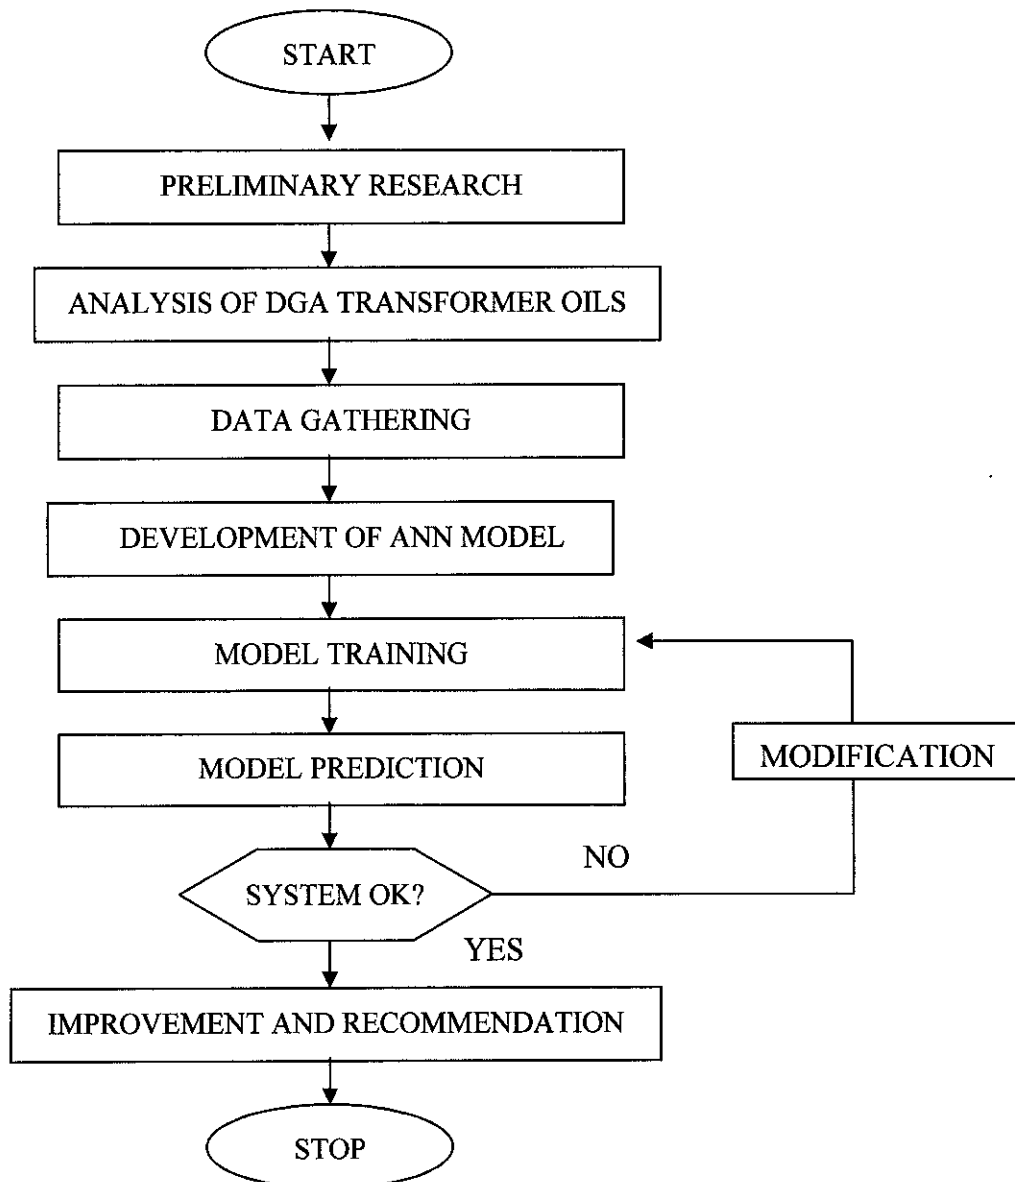 START
PRELIMINARY RESEARCH
ANALYSIS OF DGA TRANSFORMER OILS
DATA GATHERING
DEVELOPMENT OF ANN MODEL
MODEL TRAINING
MODEL PREDICTION
MODIFICATION
NO
SYSTEM OK?
YES
IMPROVEMENT AND RECOMMENDATION
STOP